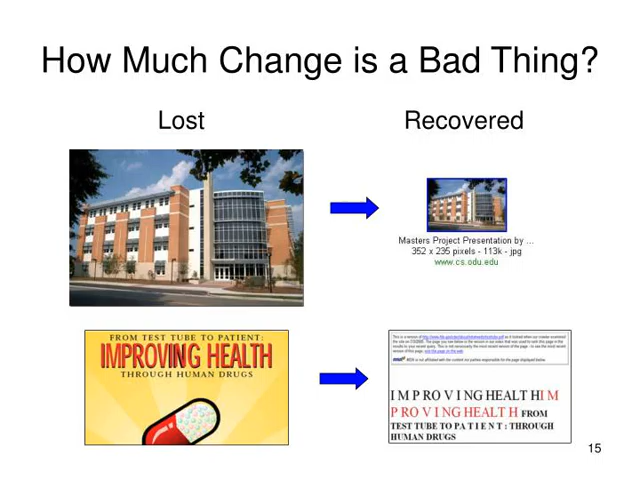 How Much Change is a Bad Thing?
Lost
Recovered
Masters Project Presentation by ...
352 x 235 pixels - 113k - jpg
www.cs.odu.edu
FROM TEST TUBE TO PATIENT:
IMPROVING HEALTH
THROUGH HUMAN DRUGS
I M P RO V I NG HEALT HI M
P RO V I NG HEALT H FROM
TEST TUBE TO P A T I E N T : THROUGH
HUMAN DRUGS
15